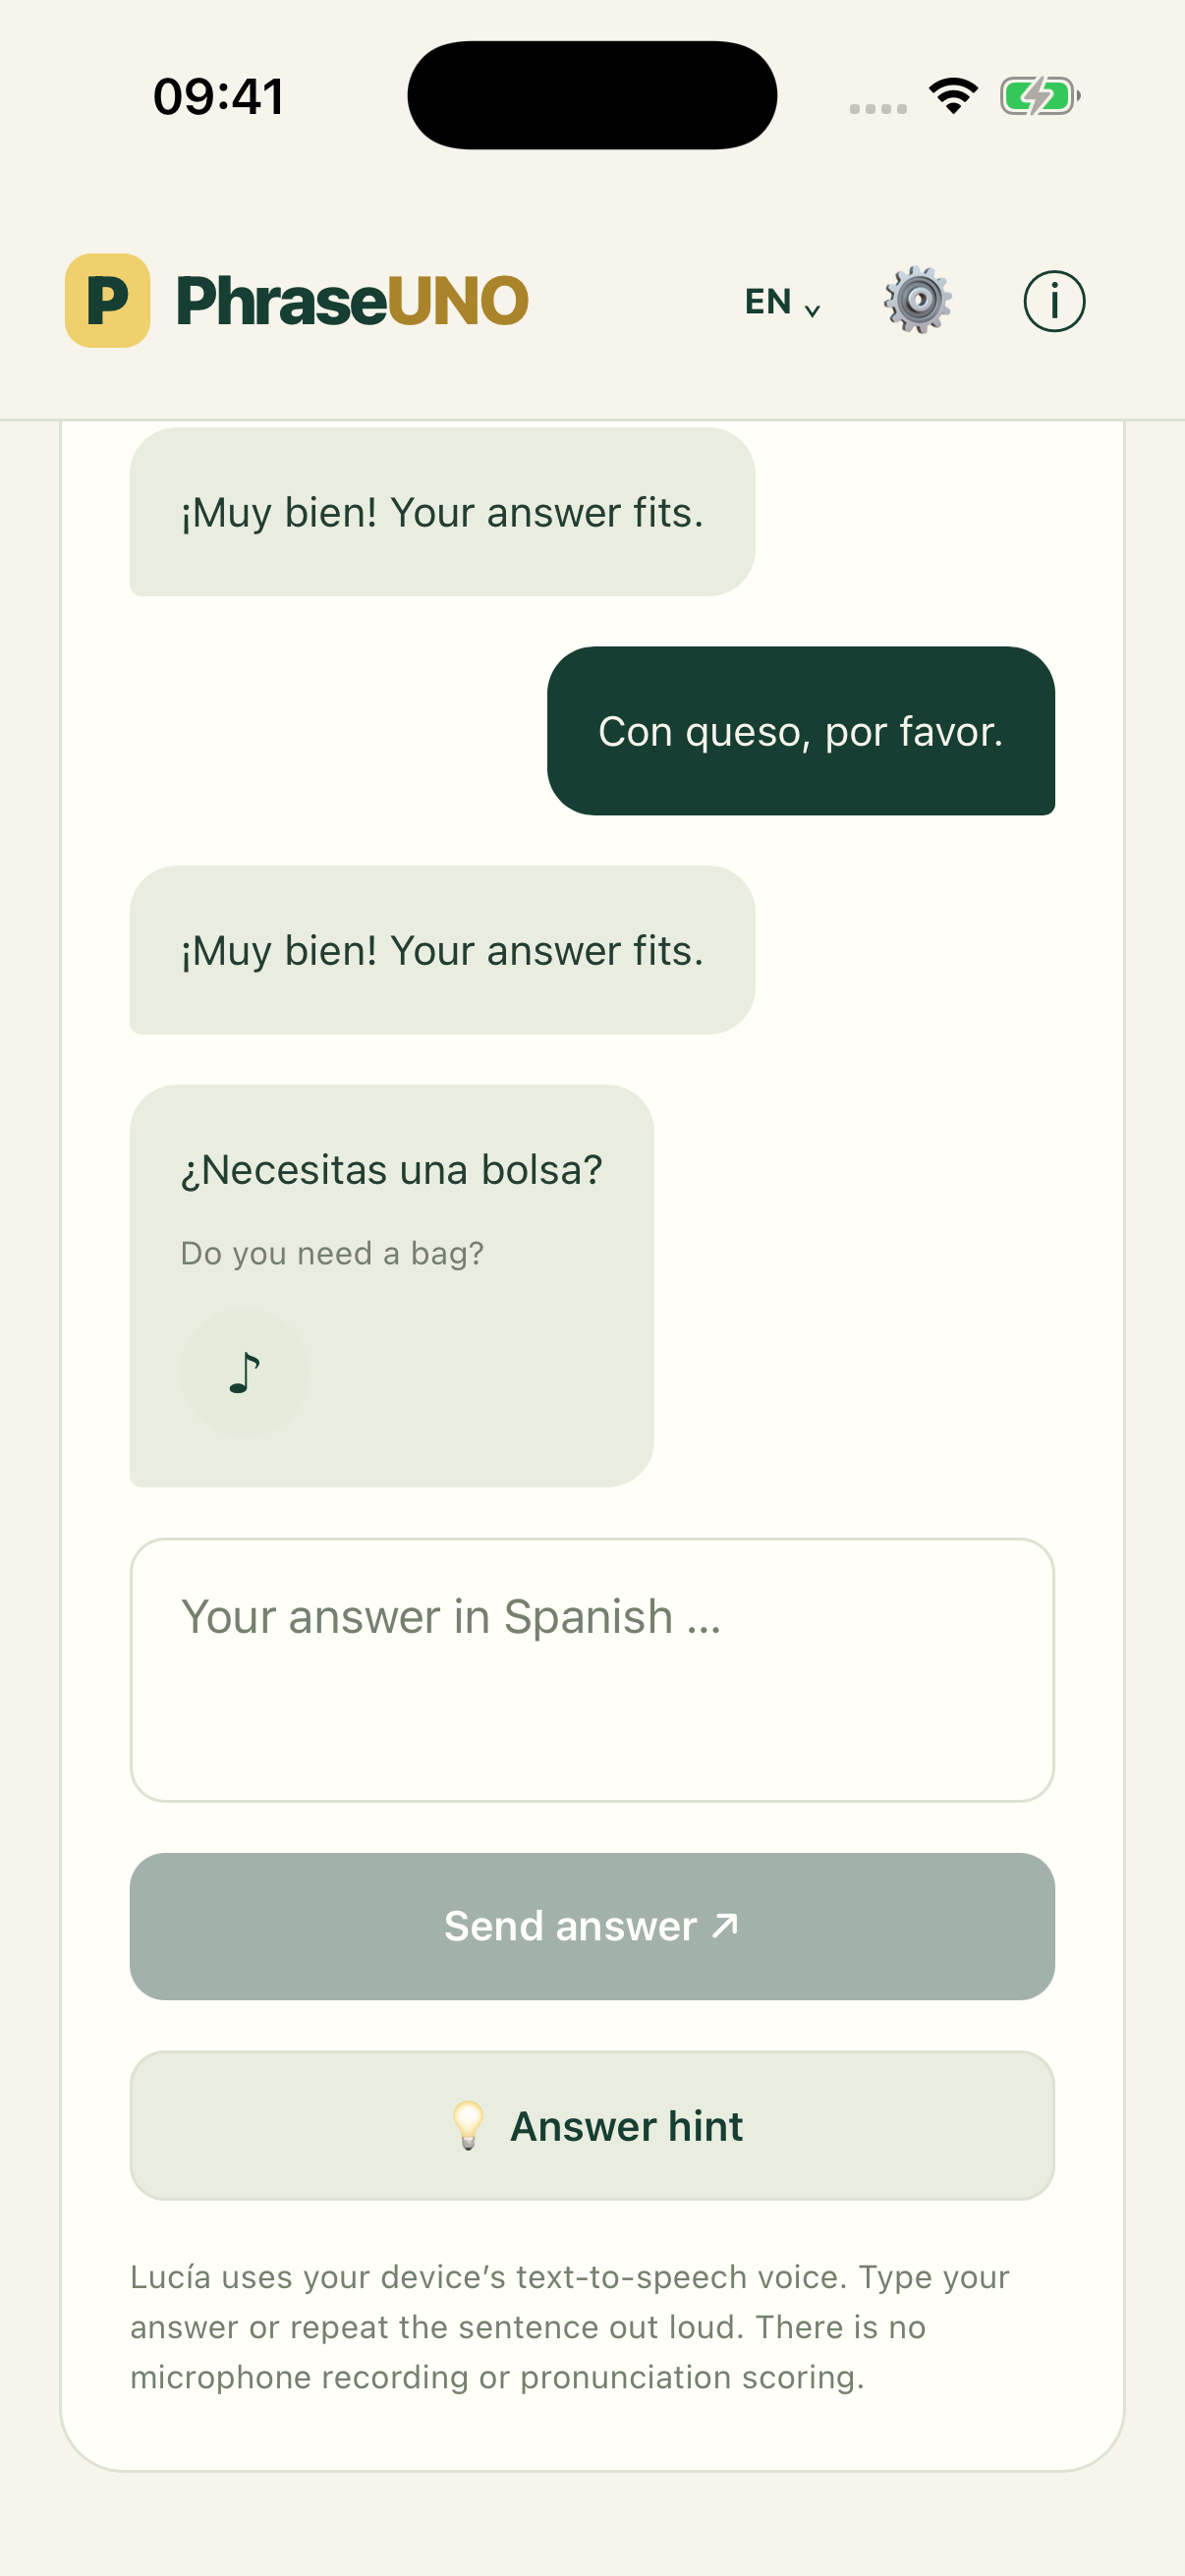 09:41
P PhraseUNO EN
¡Muy bien! Your answer fits.
Con queso, por favor.
¡Muy bien! Your answer fits.
¿Necesitas una bolsa?
Do you need a bag?
Your answer in Spanish ...
Send answer ↗
Answer hint
Lucía uses your device’s text-to-speech voice. Type your
answer or repeat the sentence out loud. There is no
microphone recording or pronunciation scoring.